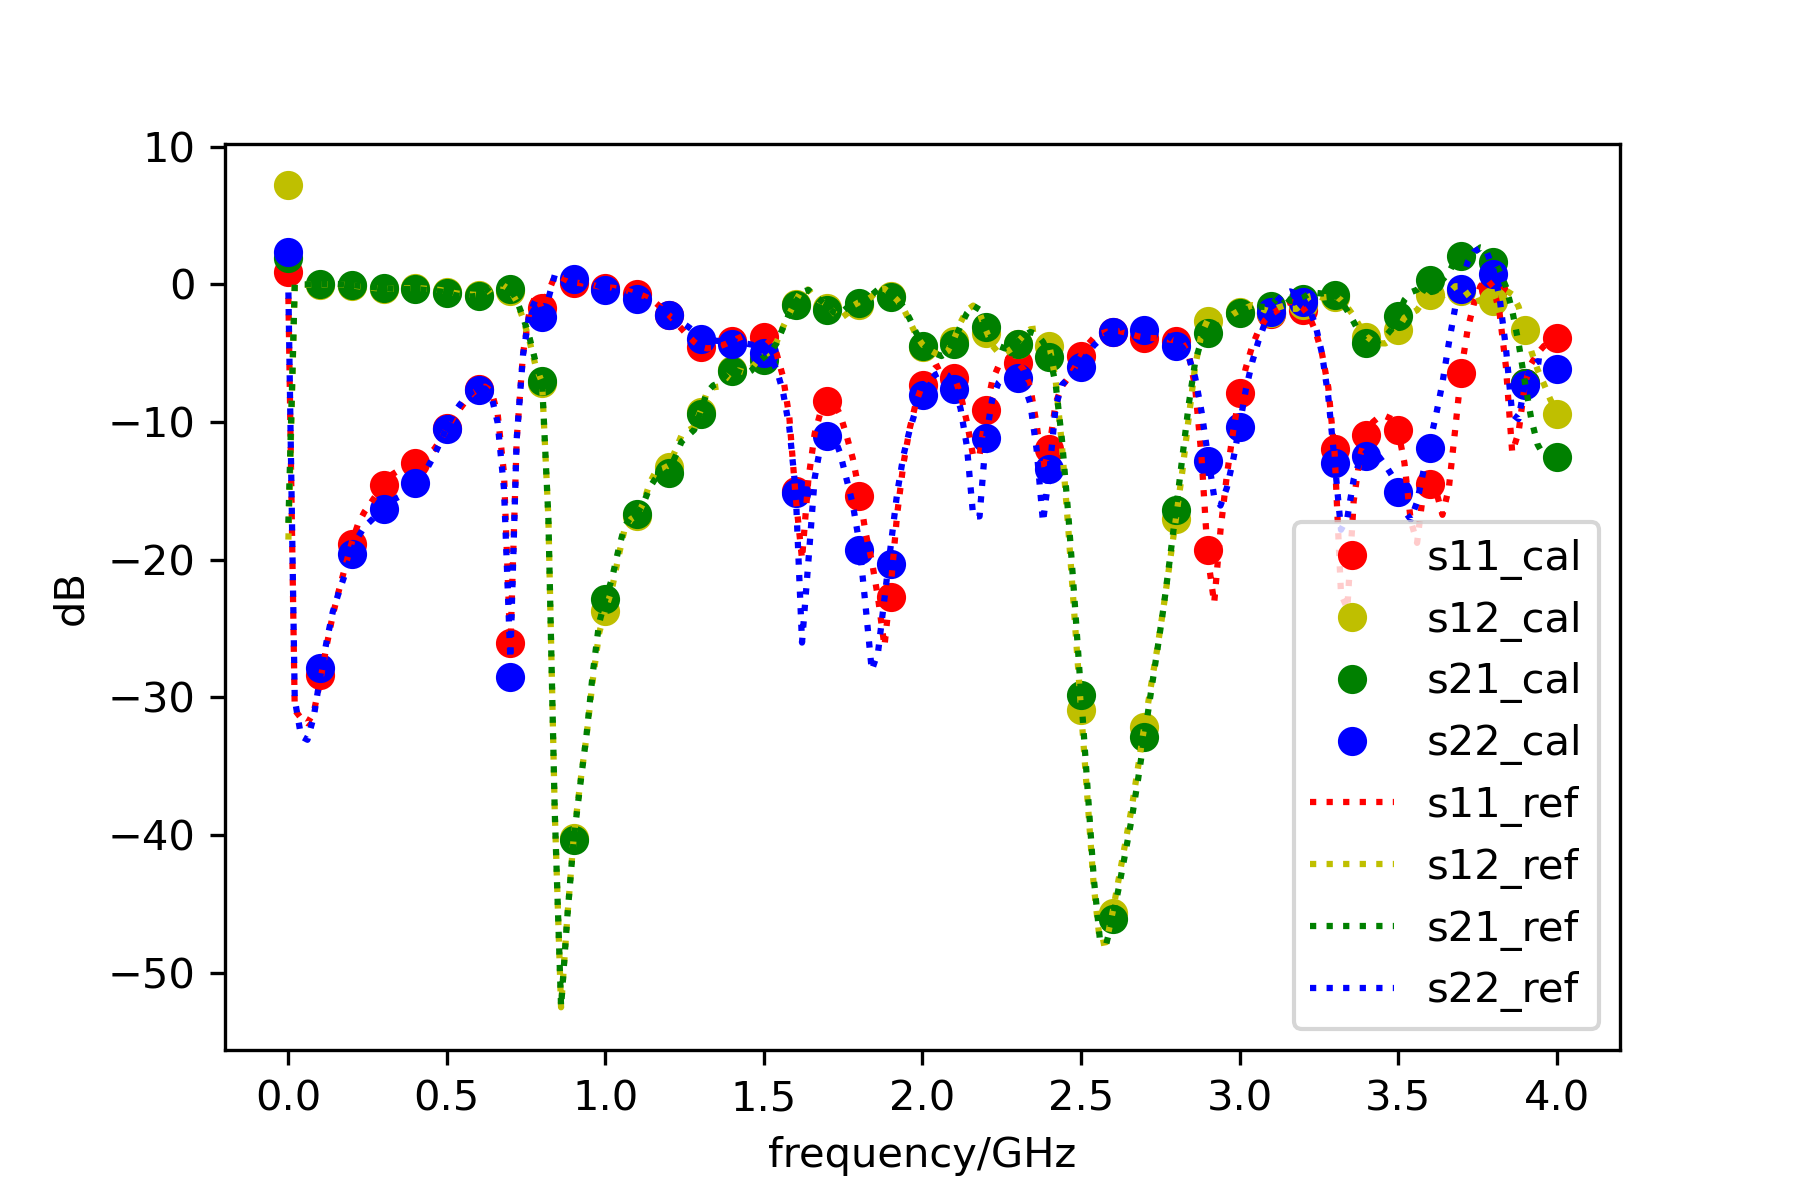 10
0
−10
−20
−30
−40
−50
dB
0.0 0.5 1.0 1.5 2.0 2.5 3.0 3.5 4.0
frequency/GHz
s11_cal
s12_cal
s21_cal
s22_cal
s11_ref
s12_ref
s21_ref
s22_ref